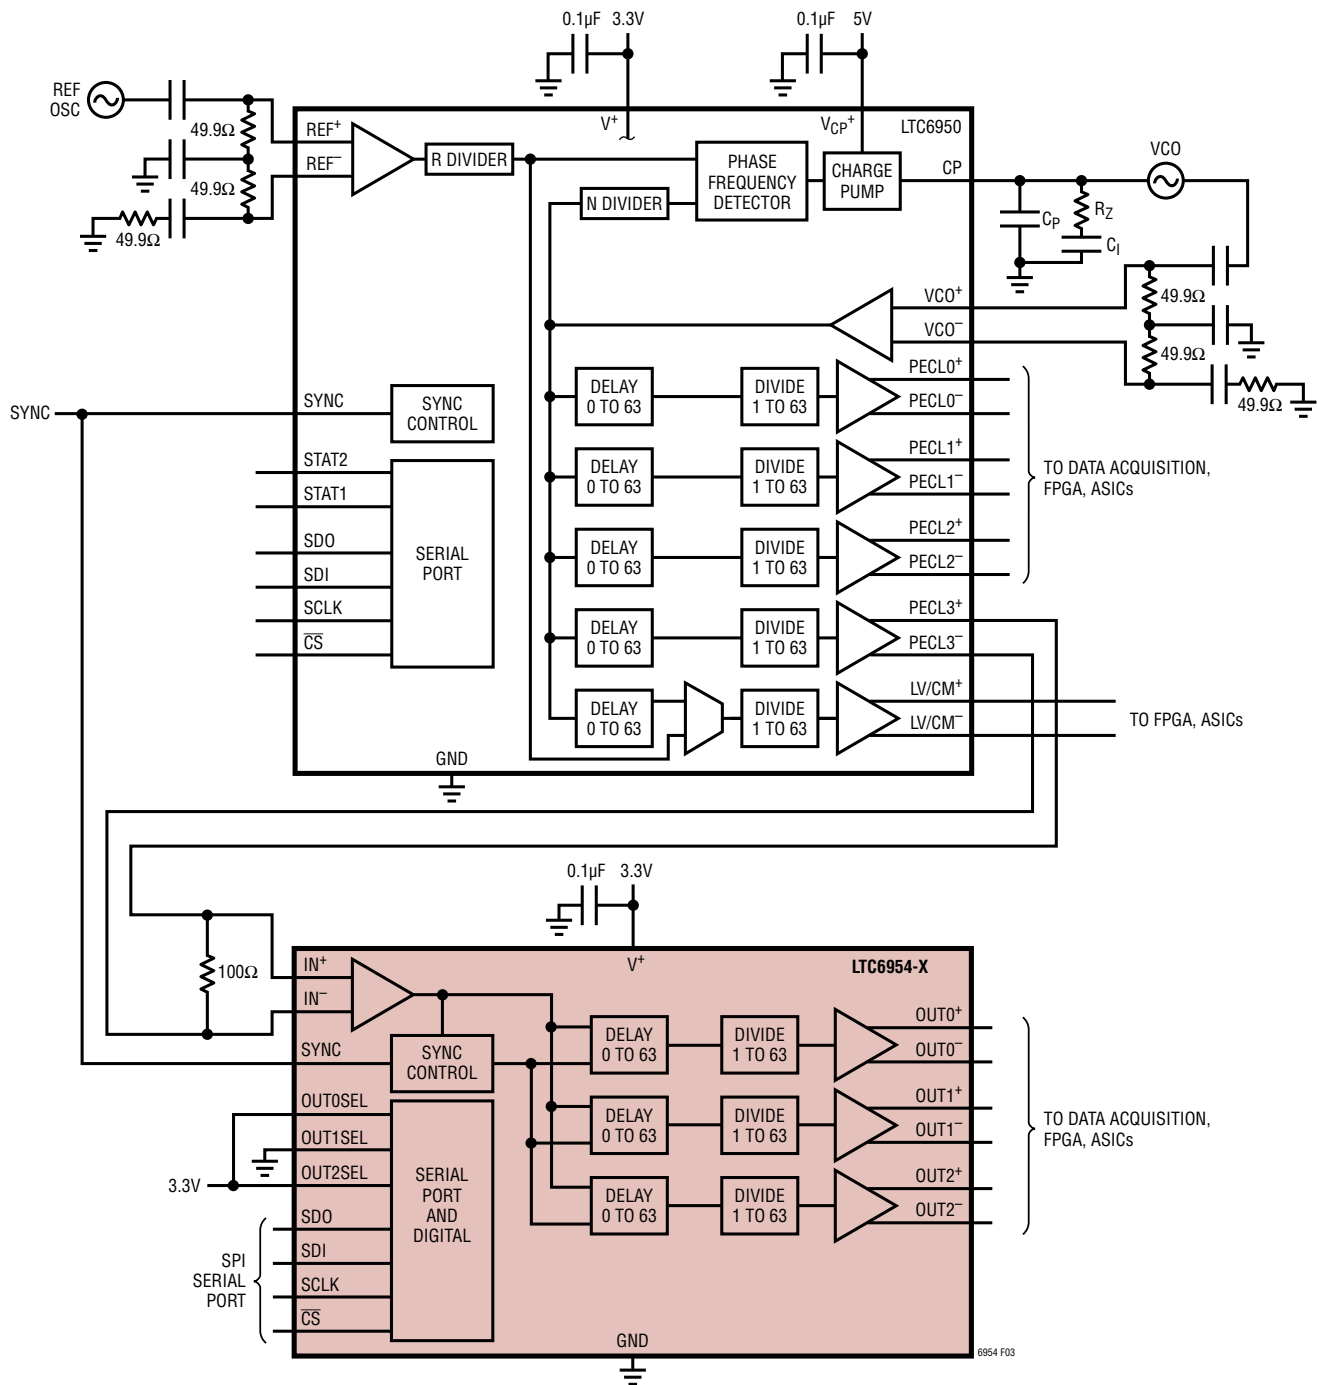 0.1µF 3.3V
0.1µF 5V
REF
OSC
49.9Ω
49.9Ω
49.9Ω
REF+
REF–
V+
VCP+
LTC6950
R DIVIDER
N DIVIDER
PHASE
FREQUENCY
DETECTOR
CHARGE
PUMP
CP
VCO
CP
RZ
CI
VCO+
VCO–
49.9Ω
49.9Ω
49.9Ω
SYNC
SYNC
SYNC
CONTROL
STAT2
STAT1
SDO
SDI
SCLK
CS
SERIAL
PORT
DELAY
0 TO 63
DIVIDE
1 TO 63
PECL0+
PECL0–
DELAY
0 TO 63
DIVIDE
1 TO 63
PECL1+
PECL1–
DELAY
0 TO 63
DIVIDE
1 TO 63
PECL2+
PECL2–
TO DATA ACQUISITION,
FPGA, ASICs
DELAY
0 TO 63
DIVIDE
1 TO 63
PECL3+
PECL3–
DELAY
0 TO 63
DIVIDE
1 TO 63
LV/CM+
LV/CM–
TO FPGA, ASICs
GND
0.1µF 3.3V
100Ω
IN+
IN–
V+
LTC6954-X
SYNC
SYNC
CONTROL
OUT0SEL
OUT1SEL
OUT2SEL
3.3V
SDO
SDI
SCLK
CS
SPI
SERIAL
PORT
SERIAL
PORT
AND
DIGITAL
DELAY
0 TO 63
DIVIDE
1 TO 63
OUT0+
OUT0–
DELAY
0 TO 63
DIVIDE
1 TO 63
OUT1+
OUT1–
DELAY
0 TO 63
DIVIDE
1 TO 63
OUT2+
OUT2–
TO DATA ACQUISITION,
FPGA, ASICs
GND
6954 F03